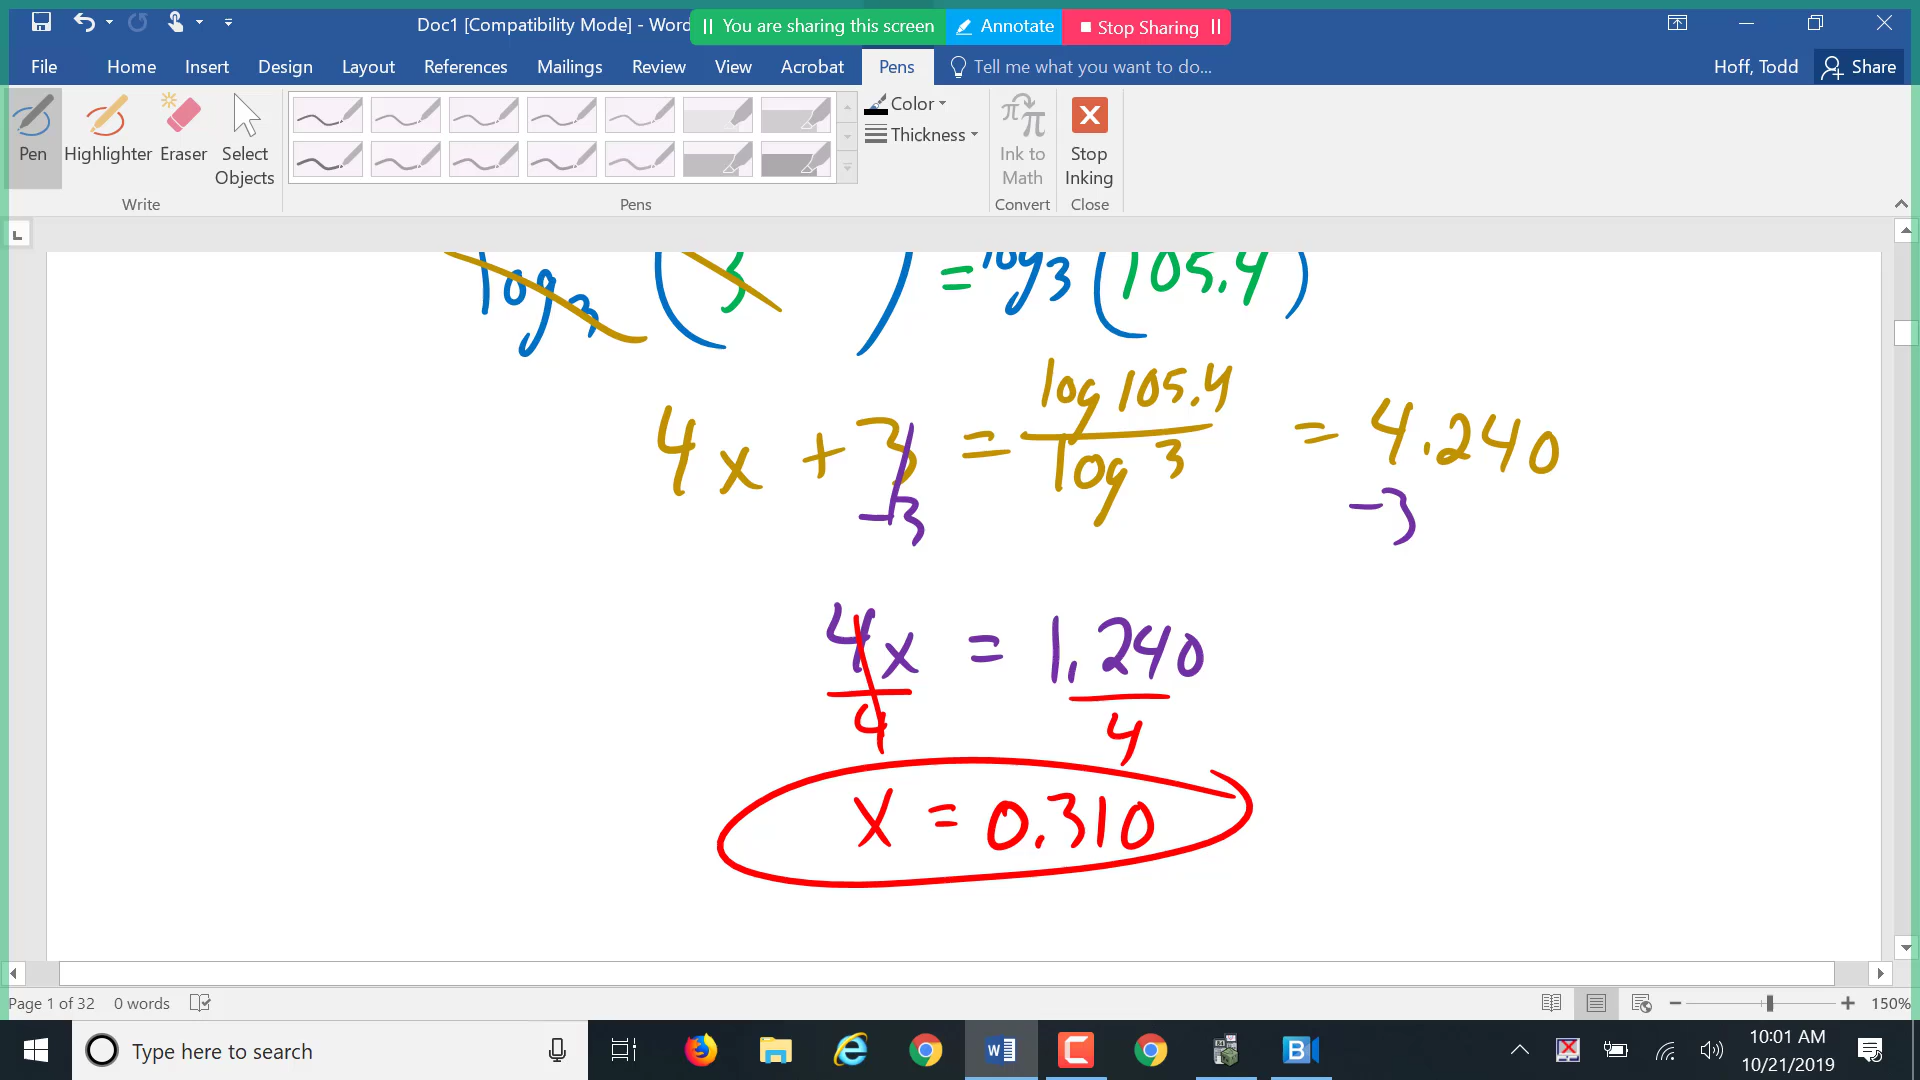 Doc1 [Compatibility Mode] - Word
You are sharing this screen
Annotate
Stop Sharing
File Home Insert Design Layout References Mailings Review View Acrobat Pens Tell me what you want to do... Hoff, Todd Share
Pen Highlighter Eraser Select Objects
Write
Pens
Color
Thickness
Ink to Math
Convert
Stop Inking
Close
log3 ( 3 ) = log3 (105.4)
4x + 3 = log 105.4 / log 3 = 4.240
-3 -3
4x = 1.240
4 4
x = 0.310
Page 1 of 32 0 words 150%
Type here to search
10:01 AM
10/21/2019